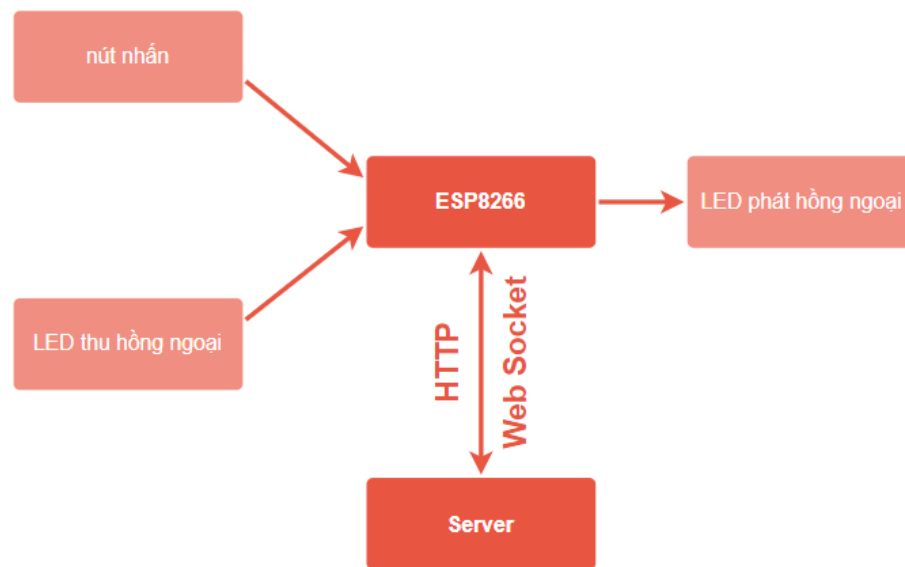 nút nhấn
ESP8266
LED phát hồng ngoại
LED thu hồng ngoại
HTTP
Web Socket
Server